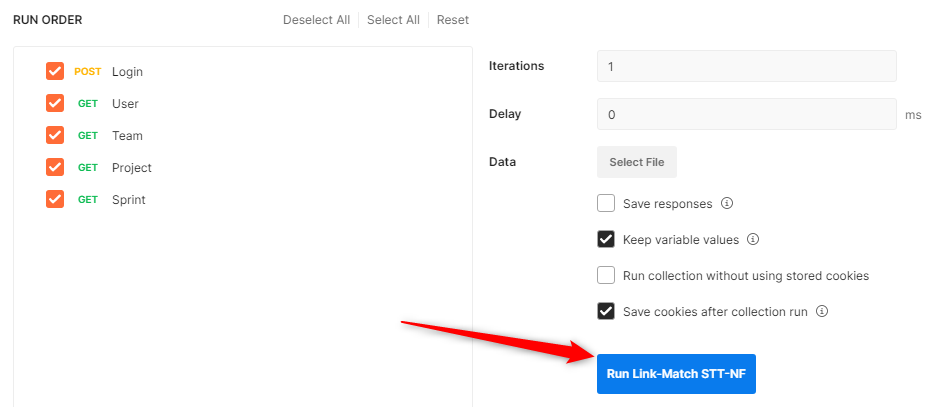 RUN ORDER
Deselect All
Select All
Reset
POST Login
GET User
GET Team
GET Project
GET Sprint
Iterations 1
Delay 0 ms
Data Select File
Save responses
Keep variable values
Run collection without using stored cookies
Save cookies after collection run
Run Link-Match STT-NF